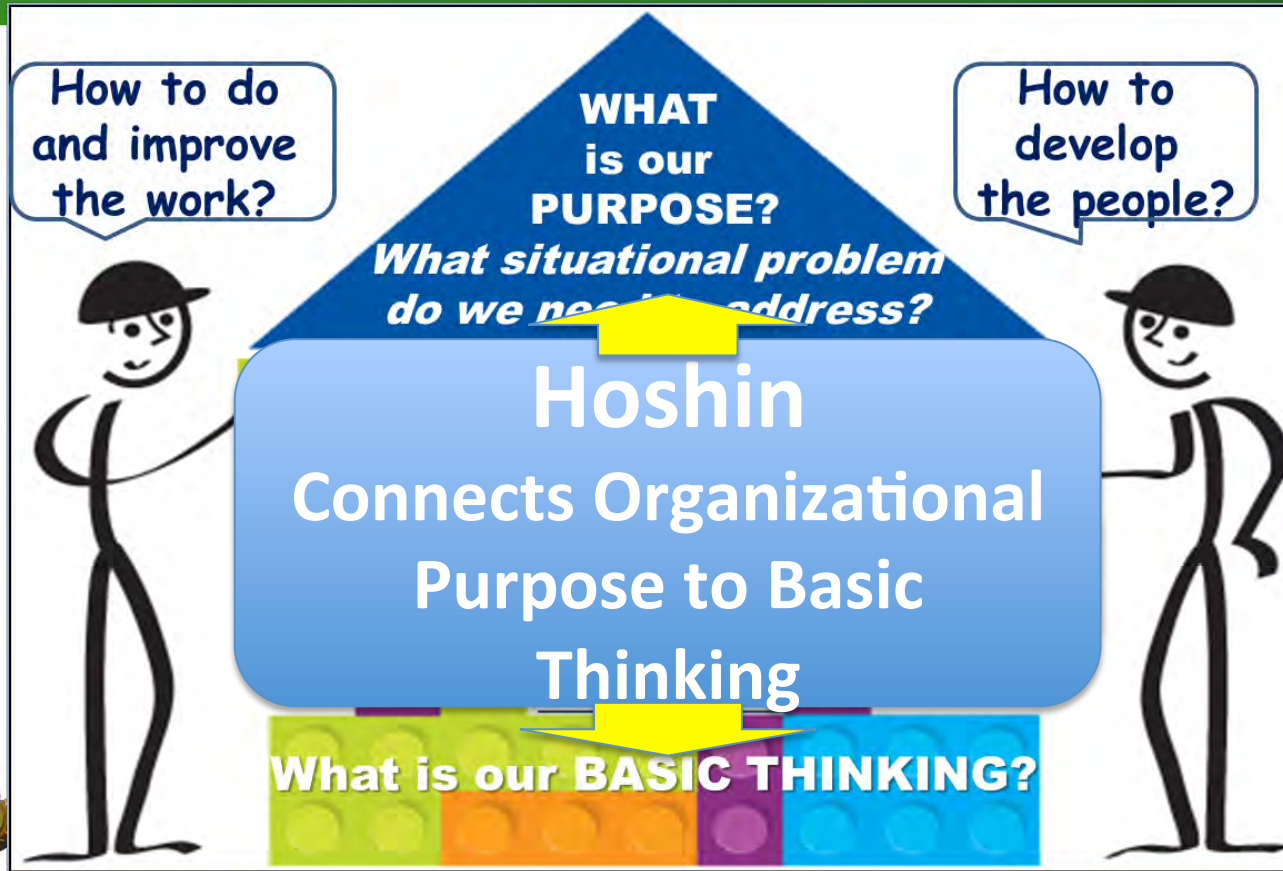 How to do
and improve
the work?
WHAT
is our
PURPOSE?
What situational problem
do we need address?
How to
develop
the people?
Hoshin
Connects Organizational
Purpose to Basic
Thinking
What is our BASIC THINKING?